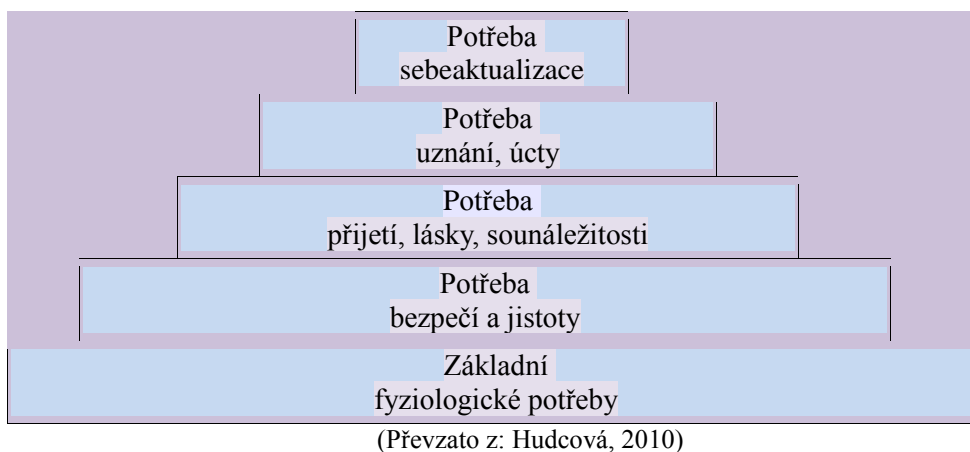 Potřeba
sebeaktualizace
Potřeba
uznání, úcty
Potřeba
přijetí, lásky, sounáležitosti
Potřeba
bezpečí a jistoty
Základní
fyziologické potřeby
(Převzato z: Hudcová, 2010)